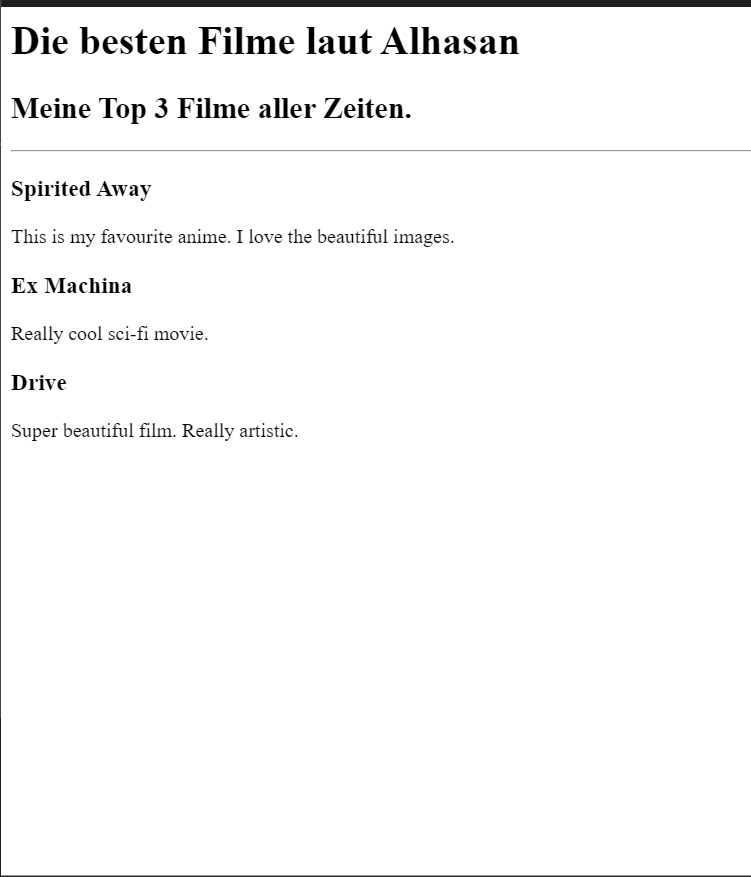 Die besten Filme laut Alhasan
Meine Top 3 Filme aller Zeiten.
Spirited Away
This is my favourite anime. I love the beautiful images.
Ex Machina
Really cool sci-fi movie.
Drive
Super beautiful film. Really artistic.